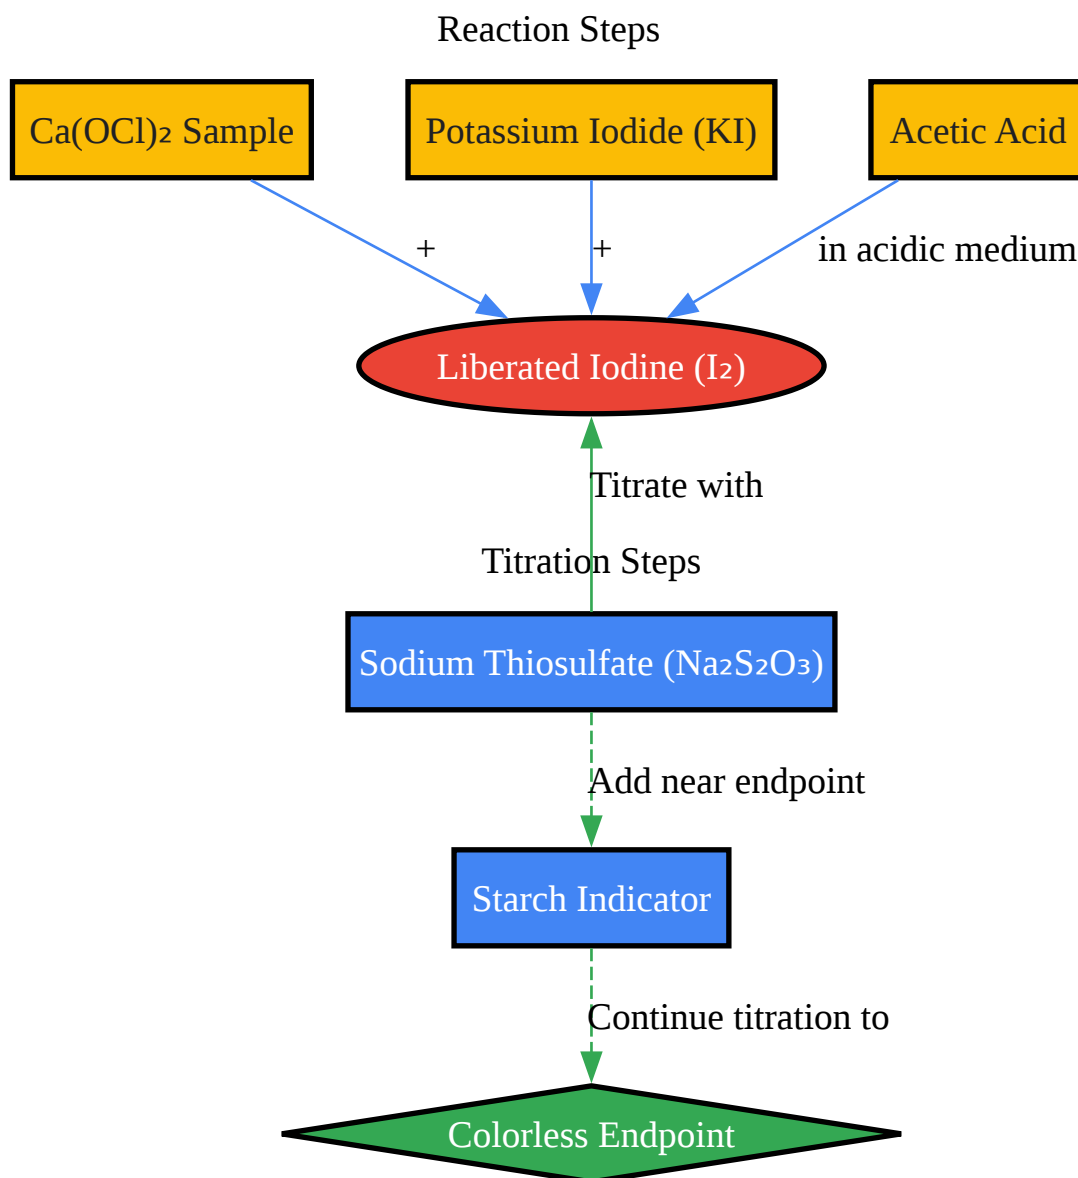 Reaction Steps
Ca(OCl)₂ Sample
Potassium Iodide (KI)
Acetic Acid
+
+
in acidic medium
Liberated Iodine (I₂)
Titrate with
Titration Steps
Sodium Thiosulfate (Na₂S₂O₃)
Add near endpoint
Starch Indicator
Continue titration to
Colorless Endpoint